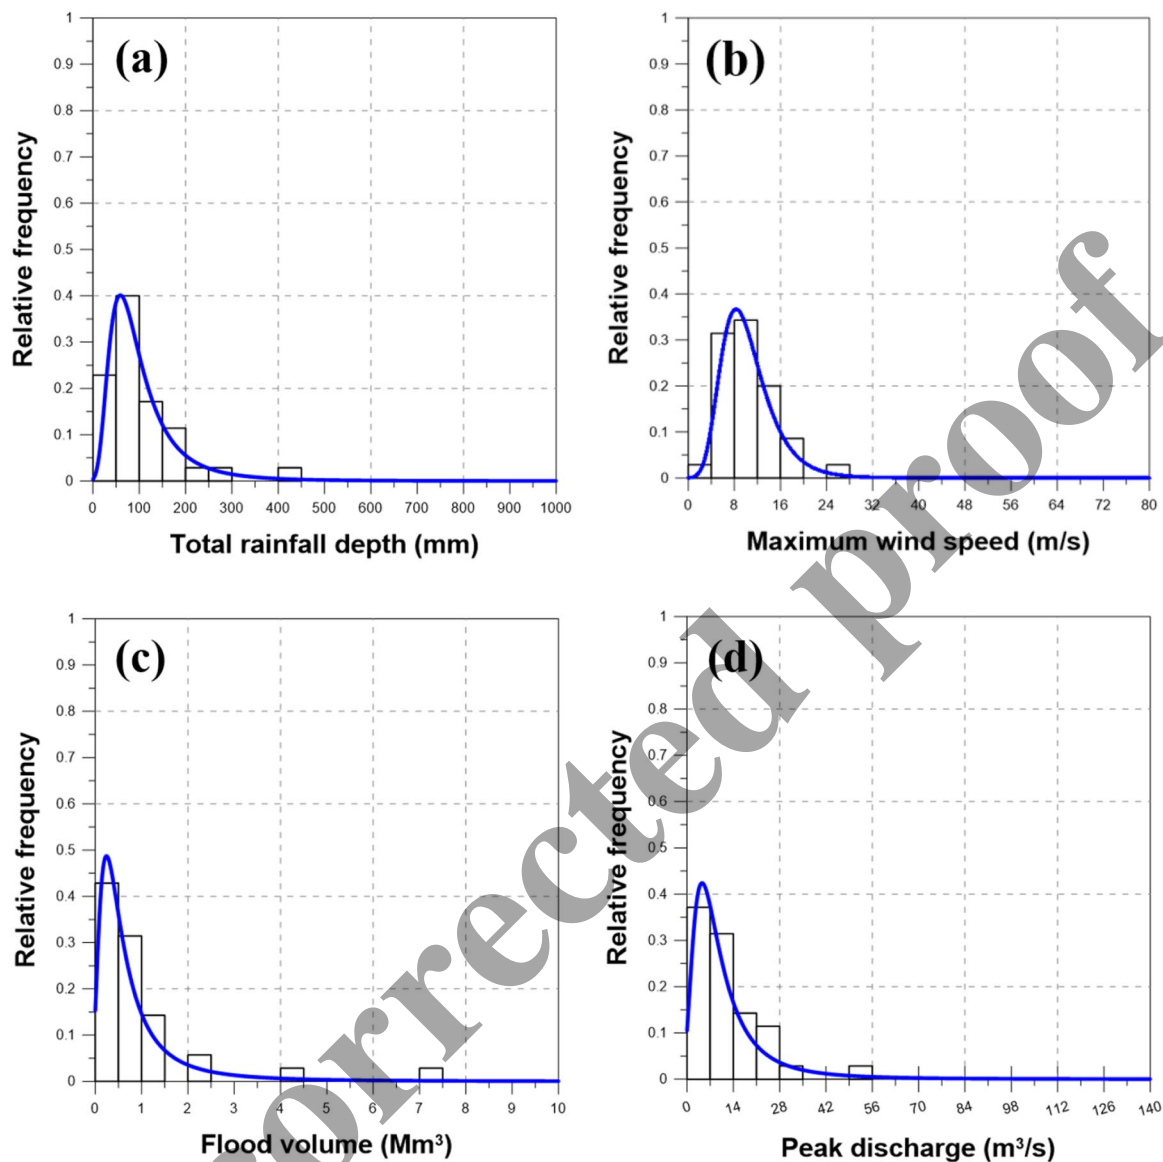 (a)
Relative frequency
1
0.9
0.8
0.7
0.6
0.5
0.4
0.3
0.2
0.1
0
0 100 200 300 400 500 600 700 800 900 1000
Total rainfall depth (mm)
(b)
Relative frequency
1
0.9
0.8
0.7
0.6
0.5
0.4
0.3
0.2
0.1
0
0 8 16 24 32 40 48 56 64 72 80
Maximum wind speed (m/s)
(c)
Relative frequency
1
0.9
0.8
0.7
0.6
0.5
0.4
0.3
0.2
0.1
0
0 1 2 3 4 5 6 7 8 9 10
Flood volume (Mm³)
(d)
Relative frequency
1
0.9
0.8
0.7
0.6
0.5
0.4
0.3
0.2
0.1
0
0 14 28 42 56 70 84 98 112 126 140
Peak discharge (m³/s)
orrected proof